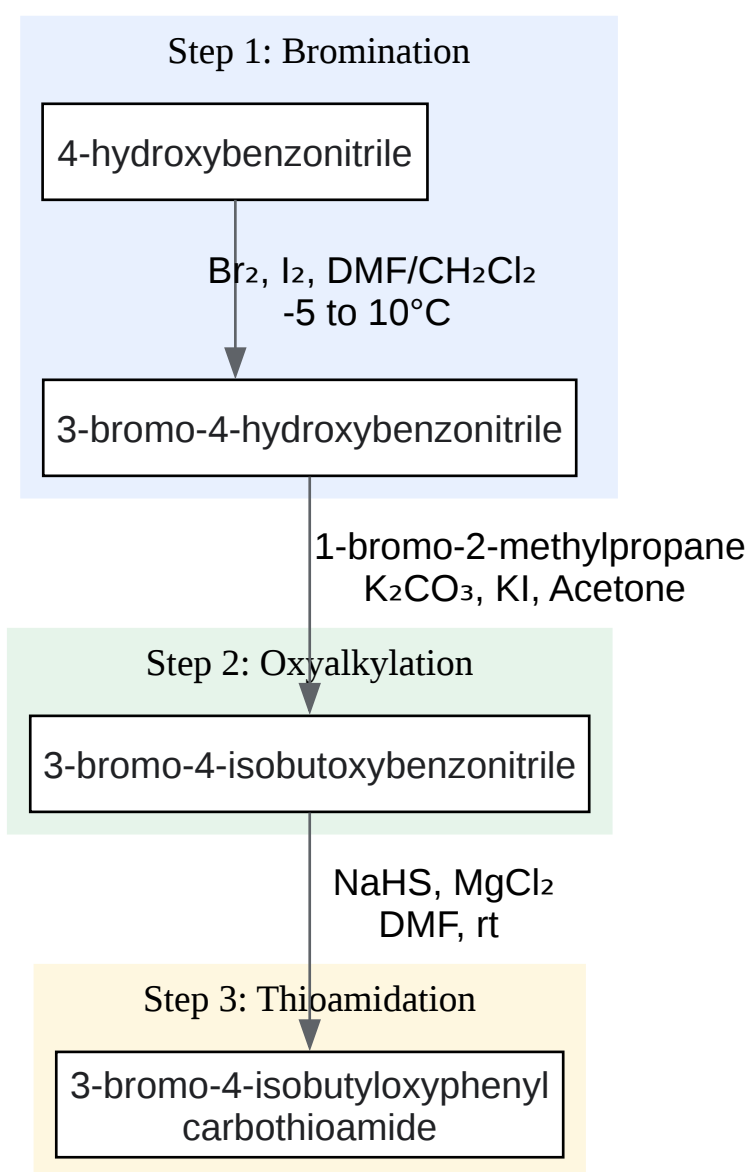 Step 1: Bromination
4-hydroxybenzonitrile
Br₂, I₂, DMF/CH₂Cl₂
-5 to 10°C
3-bromo-4-hydroxybenzonitrile
1-bromo-2-methylpropane
K₂CO₃, KI, Acetone
Step 2: Oxyalkylation
3-bromo-4-isobutoxybenzonitrile
NaHS, MgCl₂
DMF, rt
Step 3: Thioamidation
3-bromo-4-isobutyloxyphenyl
carbothioamide